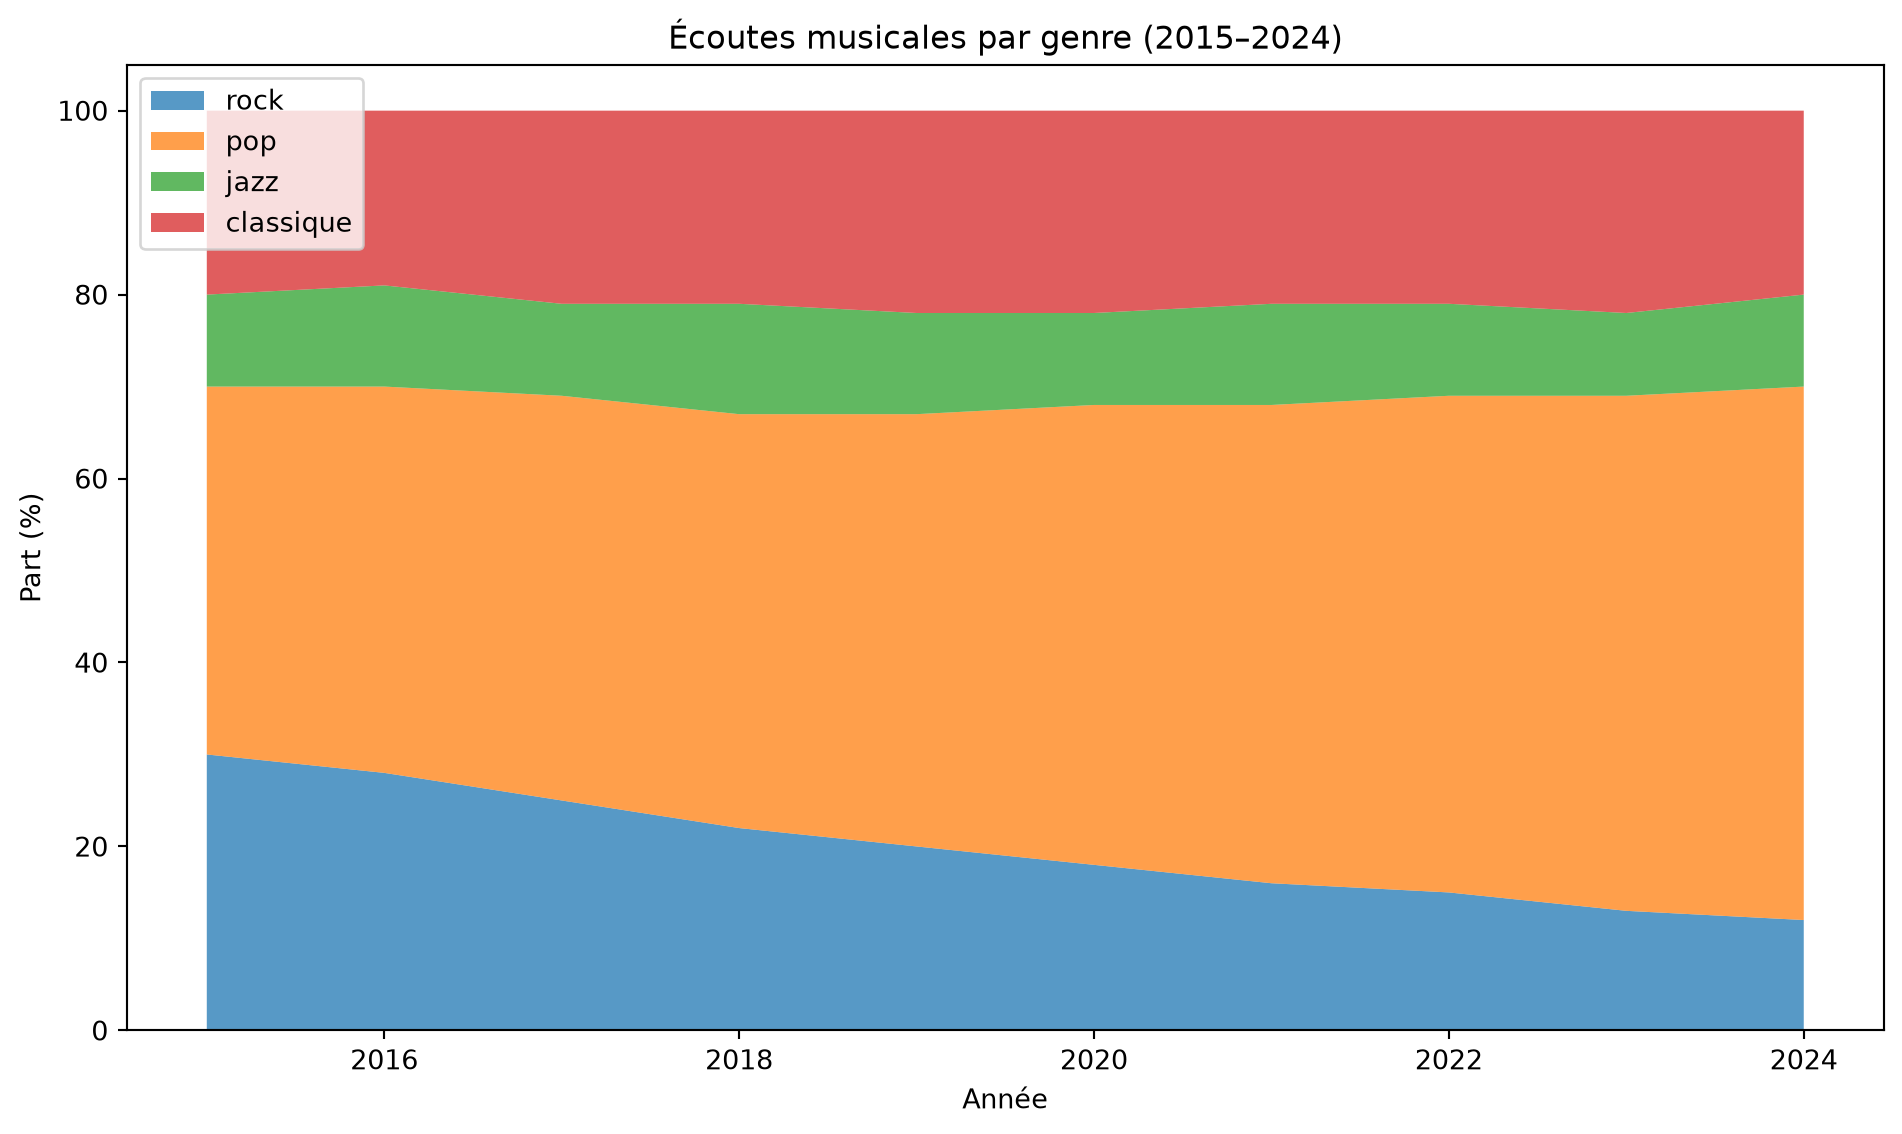 Écoutes musicales par genre (2015–2024)
rock
pop
jazz
classique
100
80
60
40
20
0
Part (%)
2016
2018
2020
2022
2024
Année